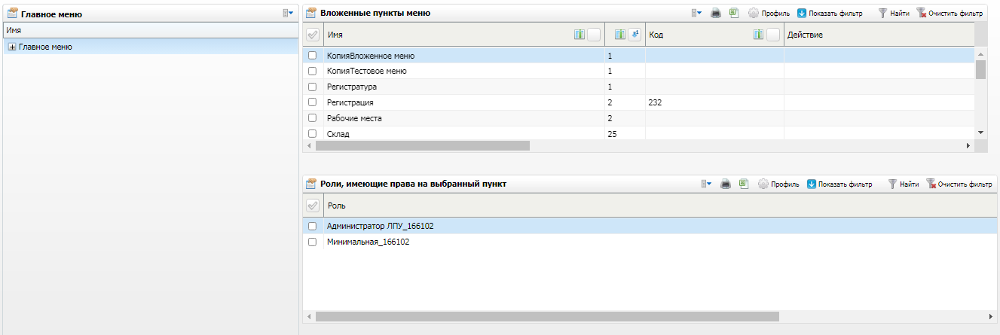 Главное меню
Имя
Главное меню
Вложенные пункты меню
Профиль Показать фильтр Найти Очистить фильтр
Имя Код Действие
КопияВложенное меню 1
КопияТестовое меню 1
Регистратура 1
Регистрация 2 232
Рабочие места 2
Склад 25
Роли, имеющие права на выбранный пункт
Профиль Показать фильтр Найти Очистить фильтр
Роль
Администратор ЛПУ_166102
Минимальная_166102